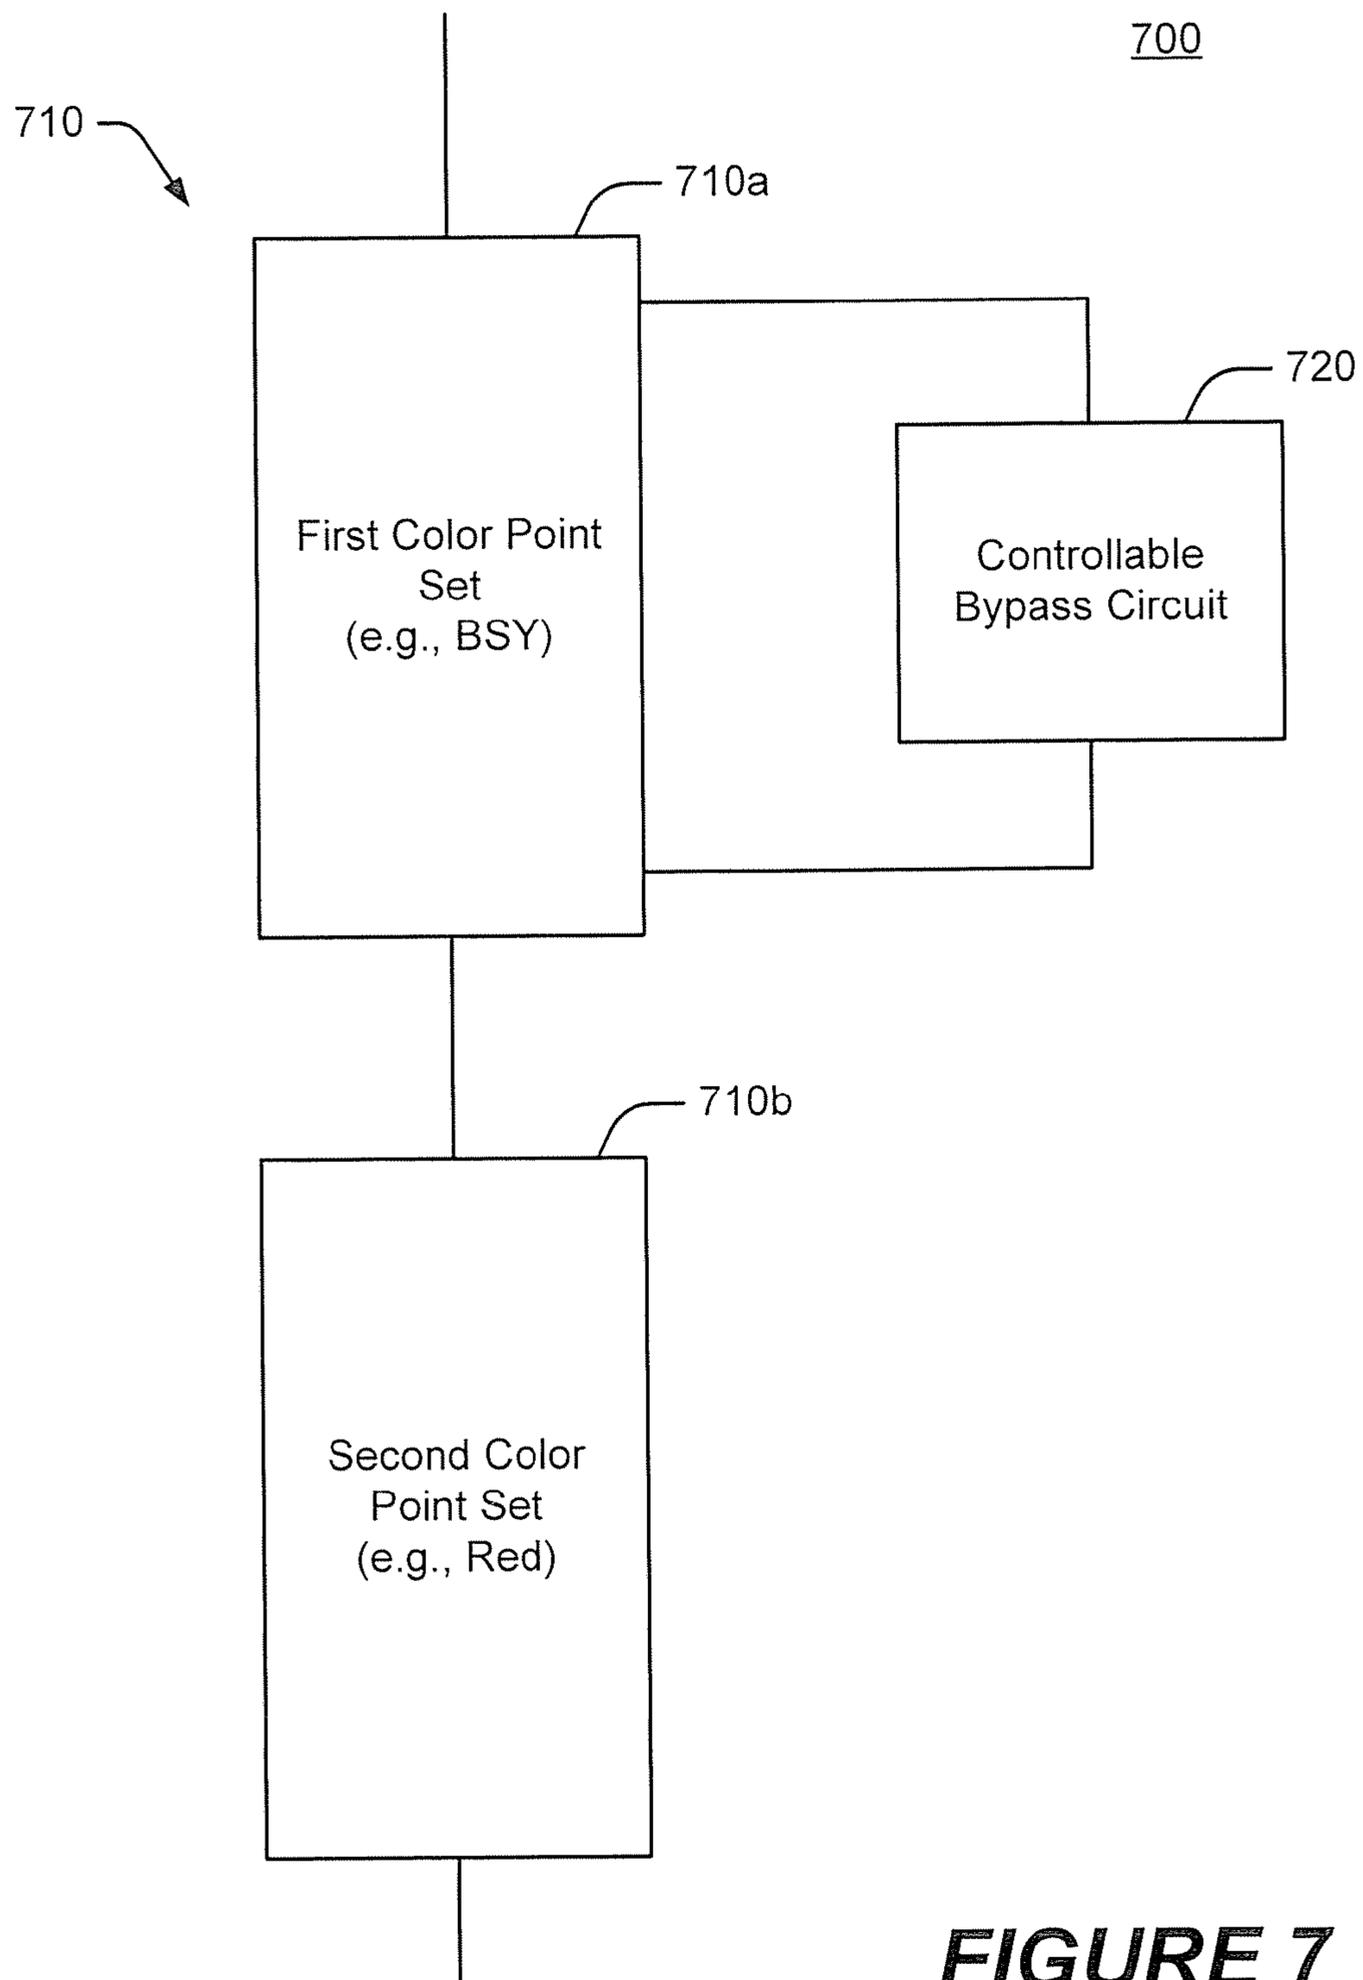 700
710
710a
720
First Color Point
Set
(e.g., BSY)
Controllable
Bypass Circuit
710b
Second Color
Point Set
(e.g., Red)
FIGURE 7